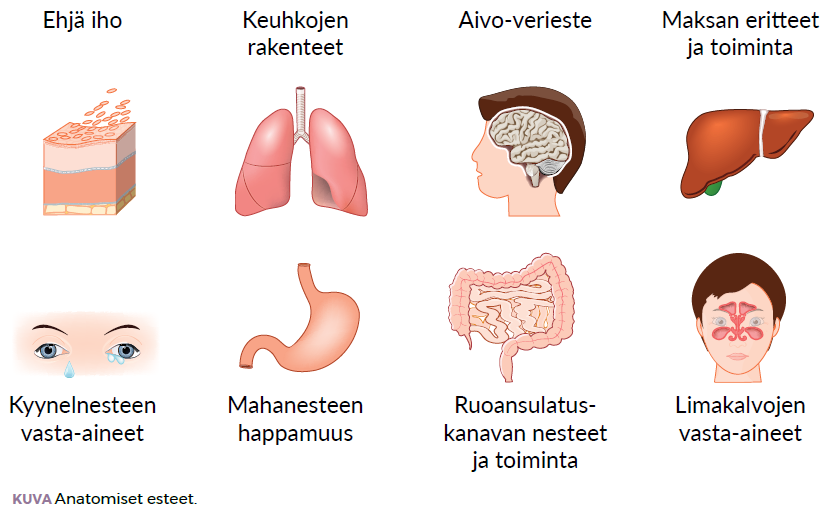 Ehjä iho
Keuhkojen
rakenteet
Aivo-verieste
Maksan eritteet
ja toiminta
Kyynelnesteen
vasta-aineet
Mahanesteen
happamuus
Ruoansulatus-
kanavan nesteet
ja toiminta
Limakalvojen
vasta-aineet
KUVA Anatomiset esteet.